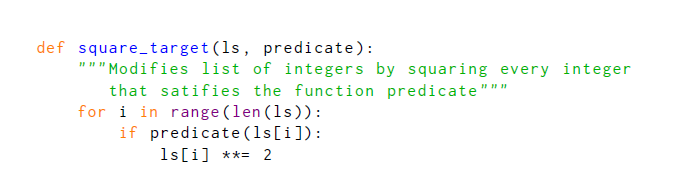 def square_target(ls, predicate):
    """Modifies list of integers by squaring every integer
       that satifies the function predicate"""
    for i in range(len(ls)):
        if predicate(ls[i]):
            ls[i] **= 2